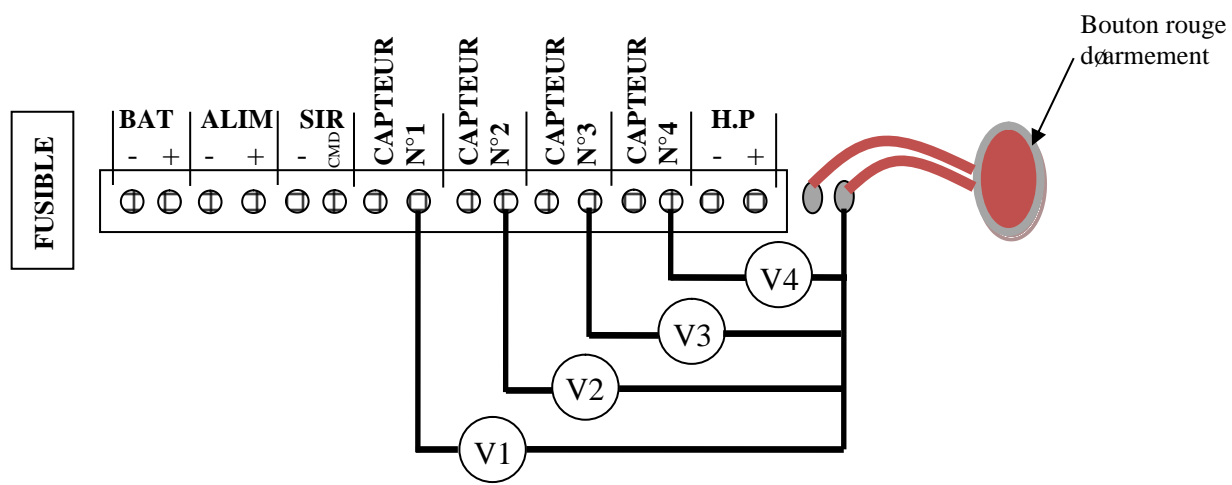 Bouton rouge
døarmement
FUSIBLE
BAT
ALIM
SIR
CAPTEUR
N°1
CAPTEUR
N°2
CAPTEUR
N°3
CAPTEUR
N°4
H.P
- + - + - CMD - +
V4
V3
V2
V1